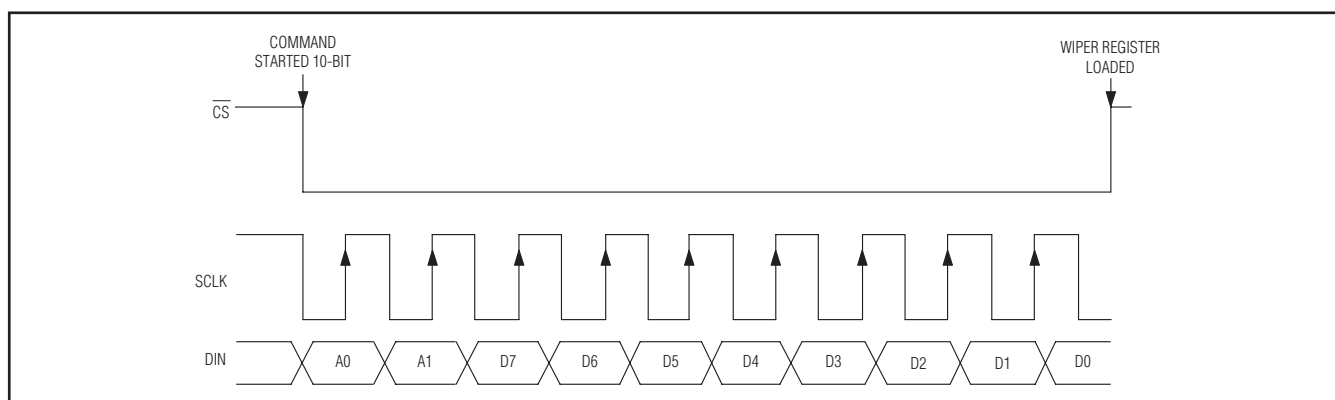 COMMAND
STARTED 10-BIT
WIPER REGISTER
LOADED
CS
SCLK
DIN
A0
A1
D7
D6
D5
D4
D3
D2
D1
D0